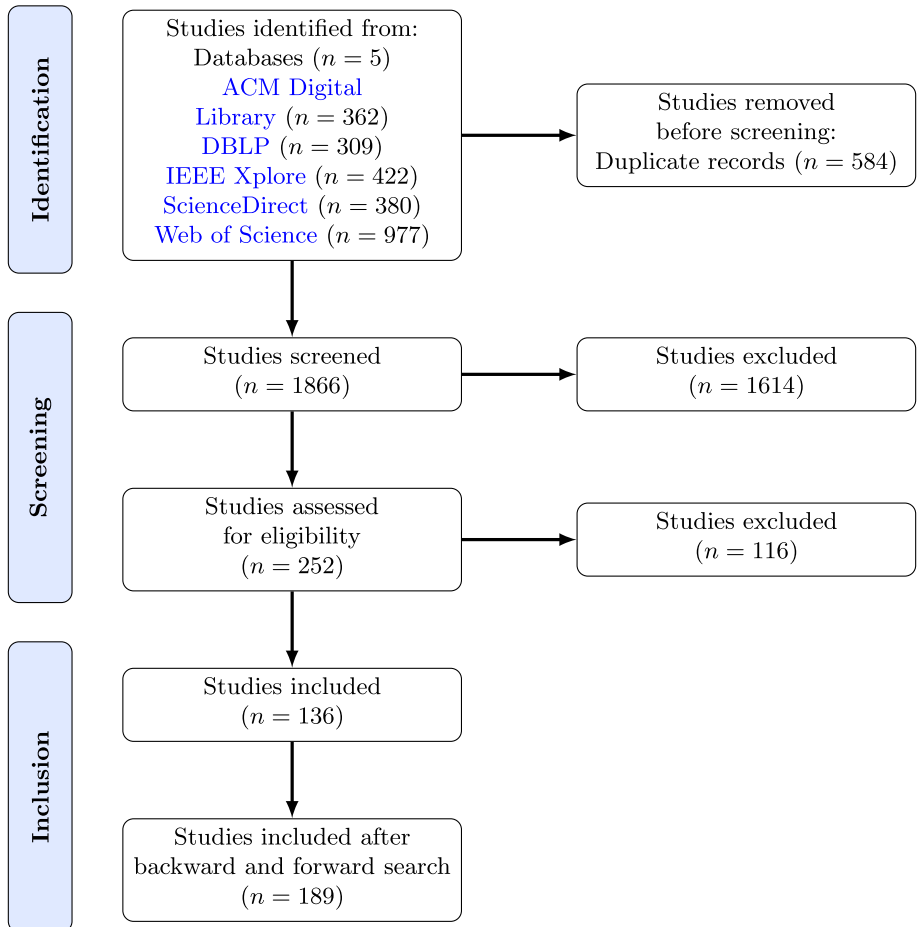 Identification
Studies identified from:
Databases (n = 5)
ACM Digital
Library (n = 362)
DBLP (n = 309)
IEEE Xplore (n = 422)
ScienceDirect (n = 380)
Web of Science (n = 977)
Studies removed
before screening:
Duplicate records (n = 584)
Screening
Studies screened
(n = 1866)
Studies excluded
(n = 1614)
Studies assessed
for eligibility
(n = 252)
Studies excluded
(n = 116)
Inclusion
Studies included
(n = 136)
Studies included after
backward and forward search
(n = 189)